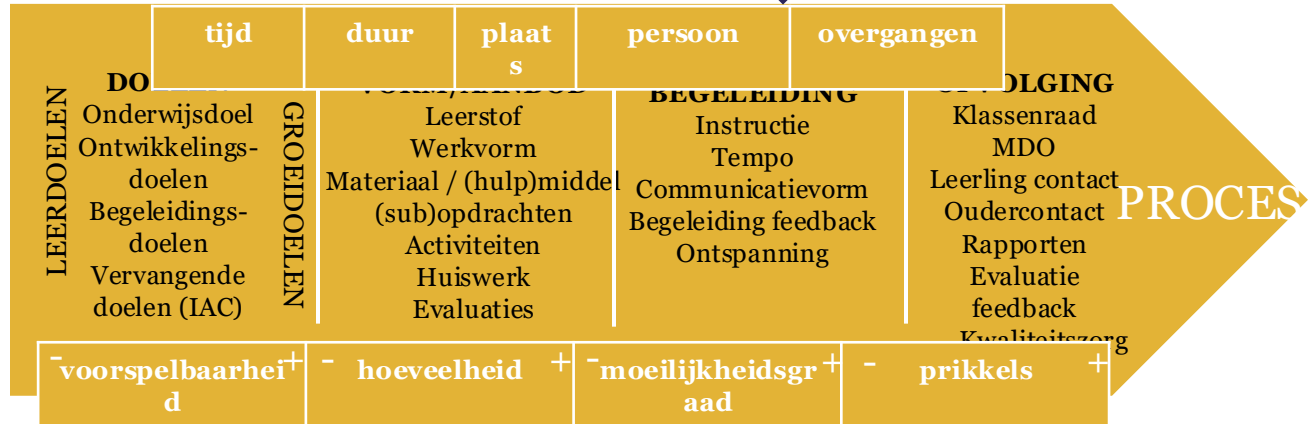 tijd
duur
plaat
s
persoon
overgangen
LEERDOELEN
Onderwijsdoel
Ontwikkelings-
doelen
Begeleidings-
doelen
Vervangende
doelen (IAC)
GROEIDOELEN
Leerstof
Werkvorm
Materiaal / (hulp)middel
(sub)opdrachten
Activiteiten
Huiswerk
Evaluaties
BEGELEIDING
Instructie
Tempo
Communicatievorm
Begeleiding feedback
Ontspanning
Klassenraad
MDO
Leerling contact
Oudercontact
Rapporten
Evaluatie
feedback
Kwaliteitszorg
PROCES
- voorspelbaarhei +
d
- hoeveelheid +
- moeilijkheidsgr +
aad
- prikkels +